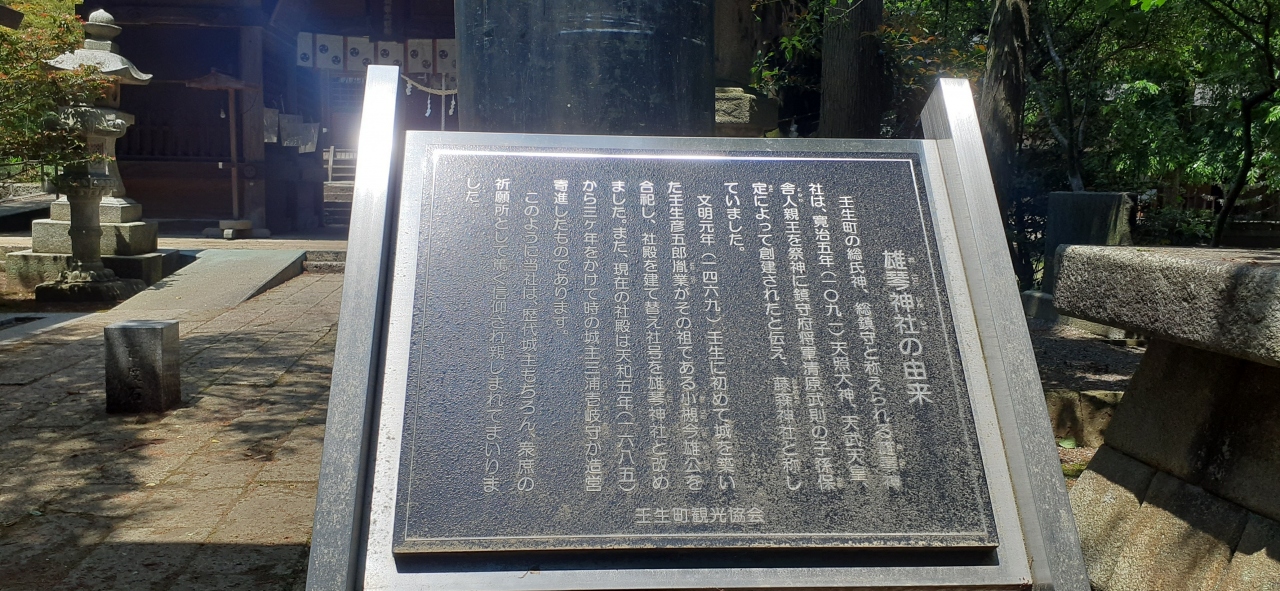 雄琴神社の由来
壬生町の総氏神、総鎮守と称えられる雄琴神
社は、寛治五年（一〇九一）天照大神、天武天皇、
舎人親王を祭神に鎮守府将軍清原武則の子孫保
定によって創建されたと云え、藤森神社と称し
ていました。
文明元年（一四六九）壬生に初めて城を築い
た壬生彦五郎胤業がその祖である小槻今雄公を
合祀し、社殿を建て替え社号を雄琴神社と改め
ました。また、現在の社殿は天和五年（一六八五）
から三ヶ年をかけて時の城主三浦壱岐守が造営
寄進したものであります。
このように当社は、歴代城主もちろん、衆庶の
祈願所として篤く信仰され親しまれてまいりま
した
壬生町観光協会